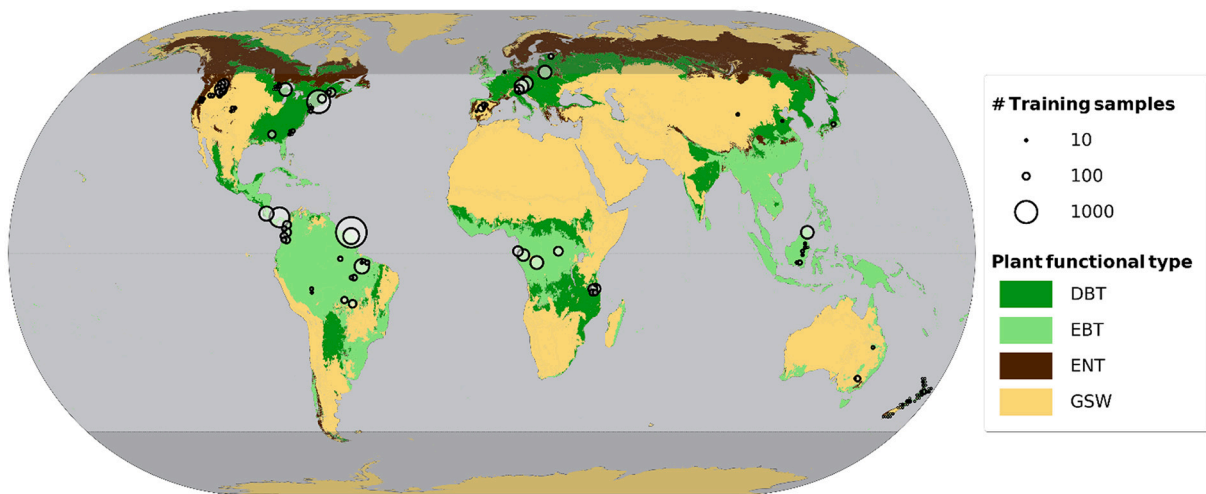 # Training samples
10
100
1000
Plant functional type
DBT
EBT
ENT
GSW